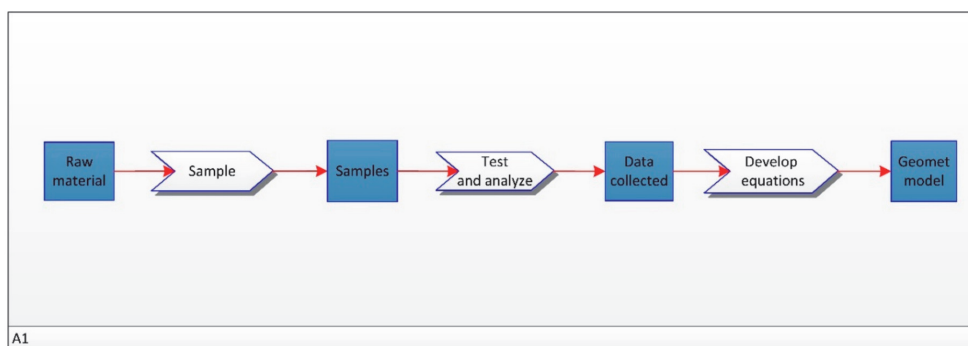 Raw
material
Sample
Samples
Test
and analyze
Data
collected
Develop
equations
Geomet
model
A1